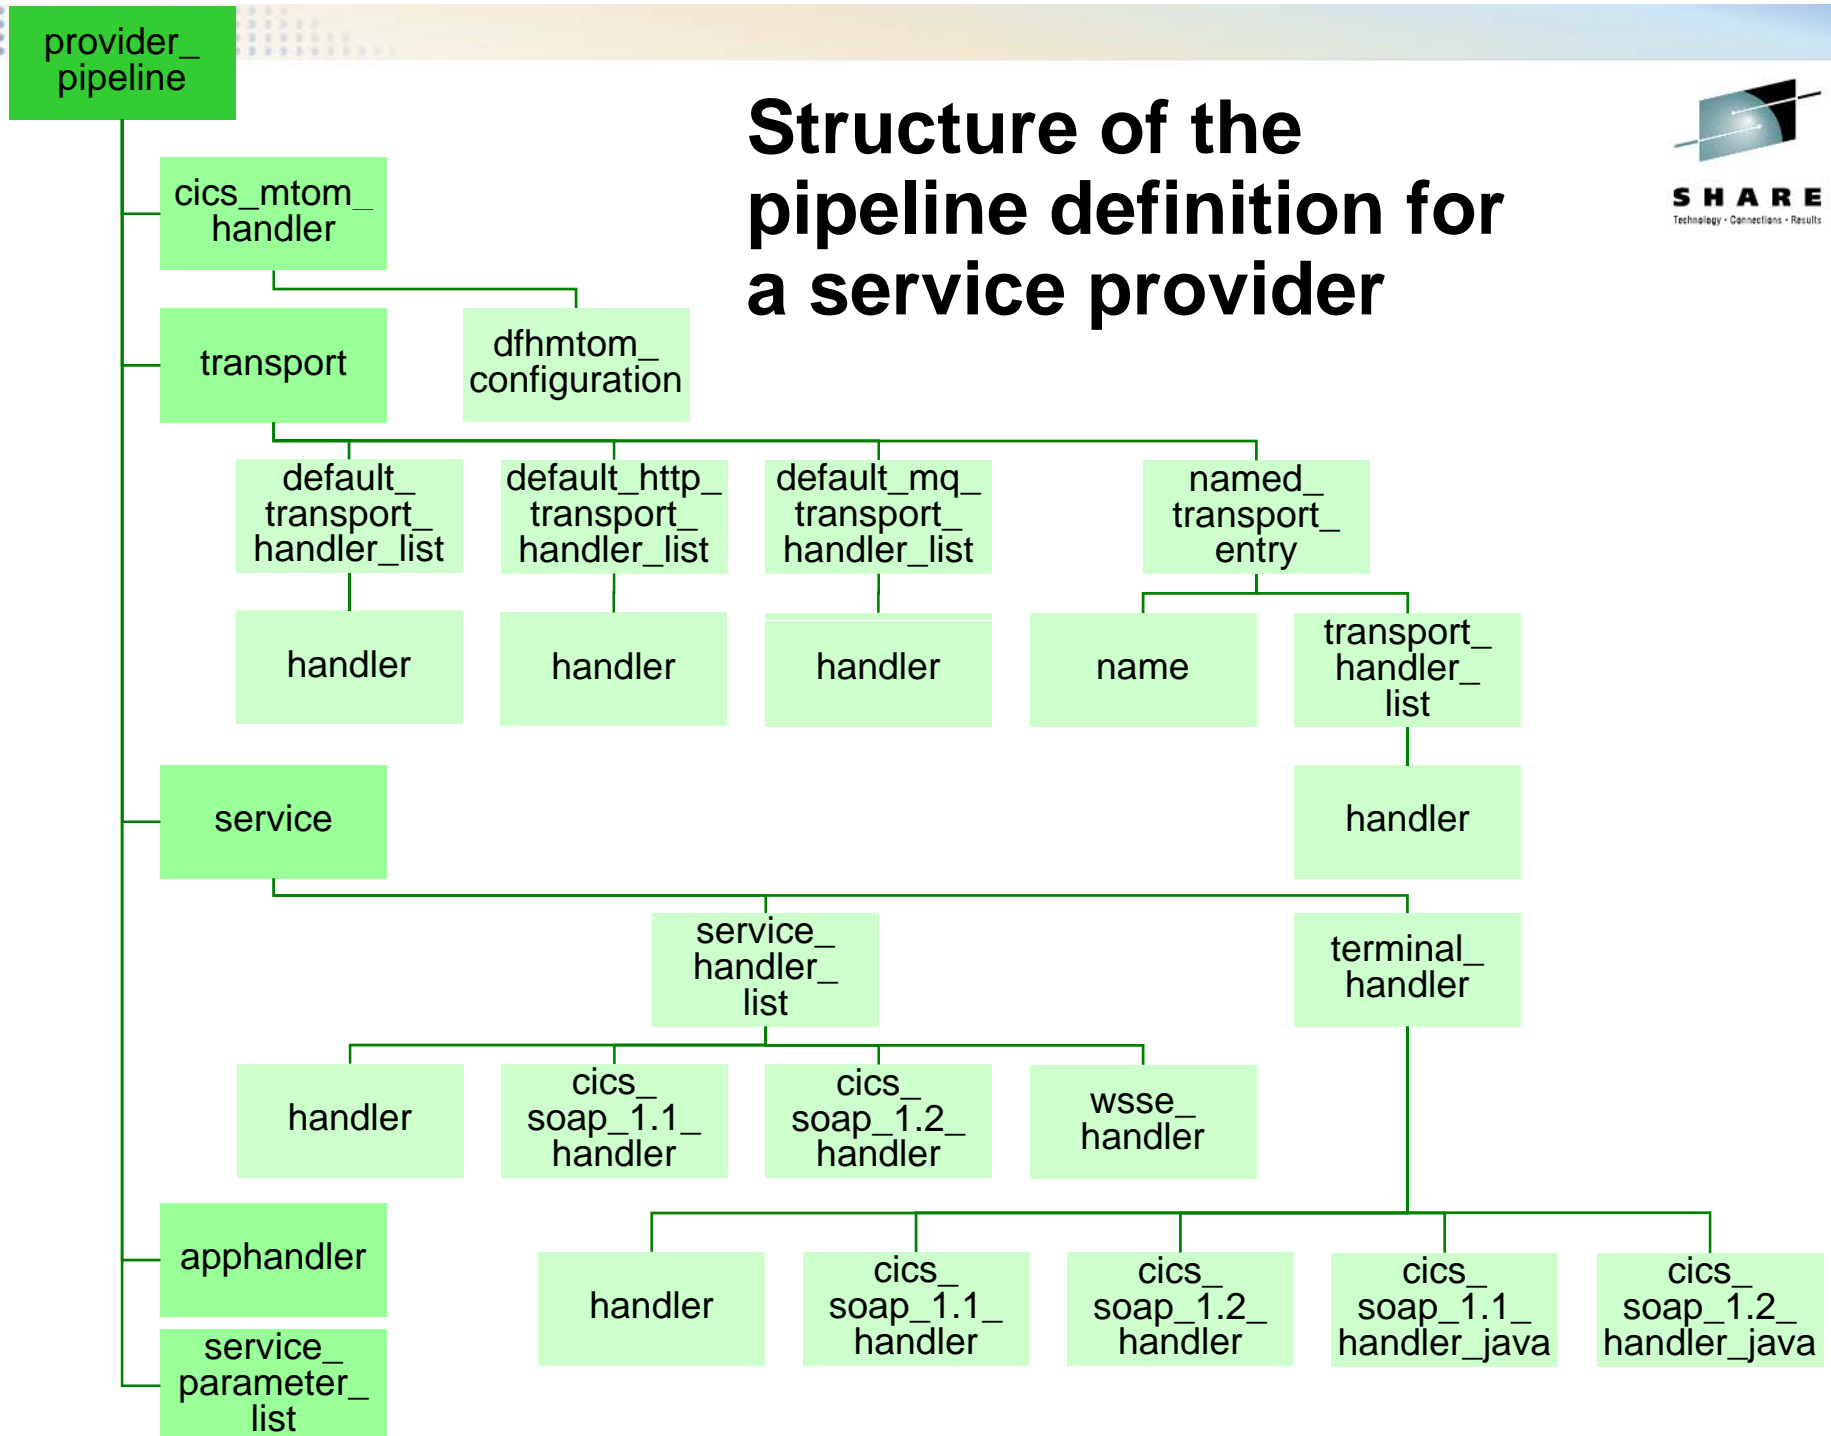 provider_
pipeline
Structure of the
pipeline definition for
a service provider
SHARE
Technology · Connections · Results
cics_mtom_
handler
transport
dfhmtom_
configuration
default_
transport_
handler_list
default_http_
transport_
handler_list
default_mq_
transport_
handler_list
named_
transport_
entry
handler
handler
handler
name
transport_
handler_
list
handler
service
service_
handler_
list
terminal_
handler
handler
cics_
soap_1.1_
handler
cics_
soap_1.2_
handler
wsse_
handler
apphandler
handler
cics_
soap_1.1_
handler
cics_
soap_1.2_
handler
cics_
soap_1.1_
handler_java
cics_
soap_1.2_
handler_java
service_
parameter_
list